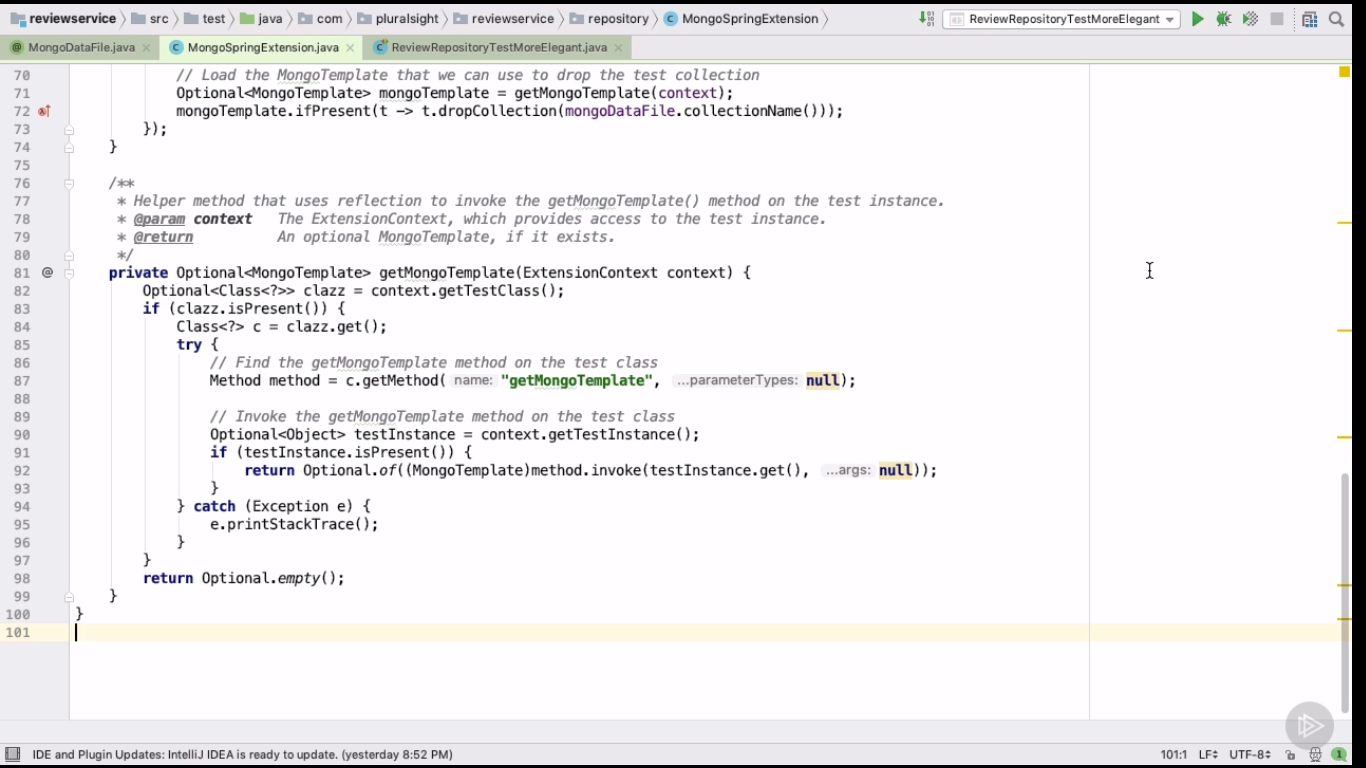 reviewservice src test java com pluralsight reviewservice repository MongoSpringExtension ReviewRepositoryTestMoreElegant
MongoDataFile.java MongoSpringExtension.java ReviewRepositoryTestMoreElegant.java
70 // Load the MongoTemplate that we can use to drop the test collection
71 Optional<MongoTemplate> mongoTemplate = getMongoTemplate(context);
72 mongoTemplate.ifPresent(t -> t.dropCollection(mongoDataFile.collectionName()));
73 });
74 }
75
76 /**
77 * Helper method that uses reflection to invoke the getMongoTemplate() method on the test instance.
78 * @param context The ExtensionContext, which provides access to the test instance.
79 * @return An optional MongoTemplate, if it exists.
80 */
81 @ private Optional<MongoTemplate> getMongoTemplate(ExtensionContext context) {
82 Optional<Class<?>> clazz = context.getTestClass();
83 if (clazz.isPresent()) {
84 Class<?> c = clazz.get();
85 try {
86 // Find the getMongoTemplate method on the test class
87 Method method = c.getMethod( name: "getMongoTemplate", ...parameterTypes: null);
88
89 // Invoke the getMongoTemplate method on the test class
90 Optional<Object> testInstance = context.getTestInstance();
91 if (testInstance.isPresent()) {
92 return Optional.of((MongoTemplate)method.invoke(testInstance.get(), ...args: null));
93 }
94 } catch (Exception e) {
95 e.printStackTrace();
96 }
97 }
98 return Optional.empty();
99 }
100 }
101
IDE and Plugin Updates: IntelliJ IDEA is ready to update. (yesterday 8:52 PM) 101:1 LF UTF-8 1